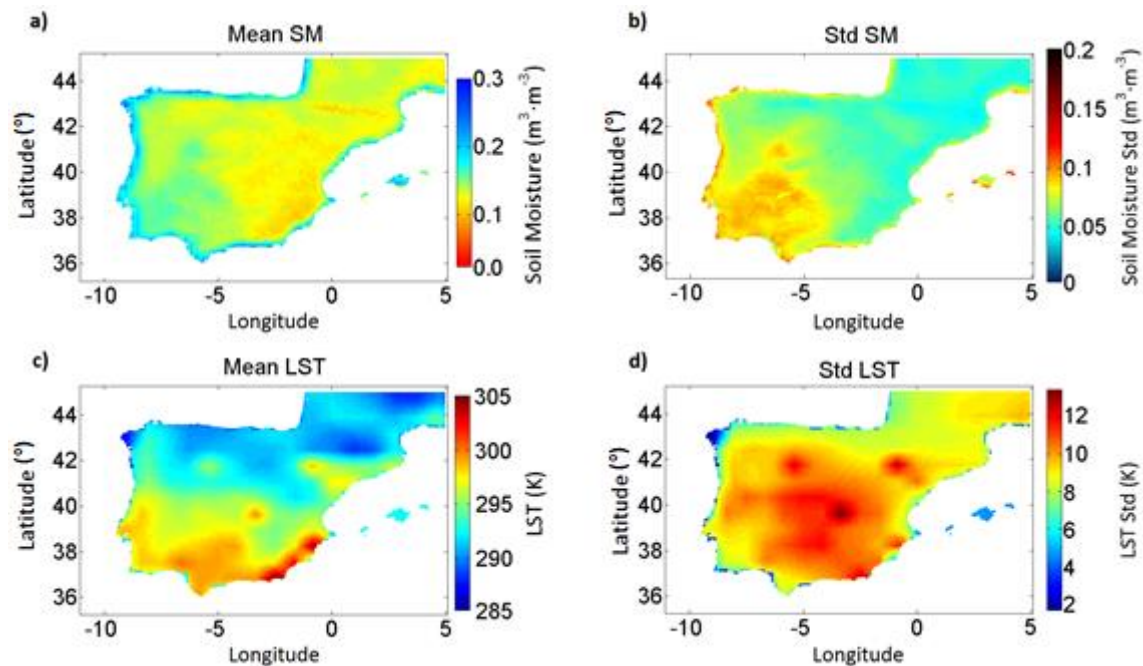 a)
Mean SM
44
42
40
38
36
-10
-5
0
5
Latitude (°)
Longitude
0.3
0.2
0.1
0.0
Soil Moisture (m³·m⁻³)
b)
Std SM
44
42
40
38
36
-10
-5
0
5
Latitude (°)
Longitude
0.2
0.15
0.1
0.05
0
Soil Moisture Std (m³·m⁻³)
c)
Mean LST
44
42
40
38
36
-10
-5
0
5
Latitude (°)
Longitude
305
300
295
290
285
LST (K)
d)
Std LST
44
42
40
38
36
-10
-5
0
5
Latitude (°)
Longitude
12
10
8
6
4
2
LST Std (K)